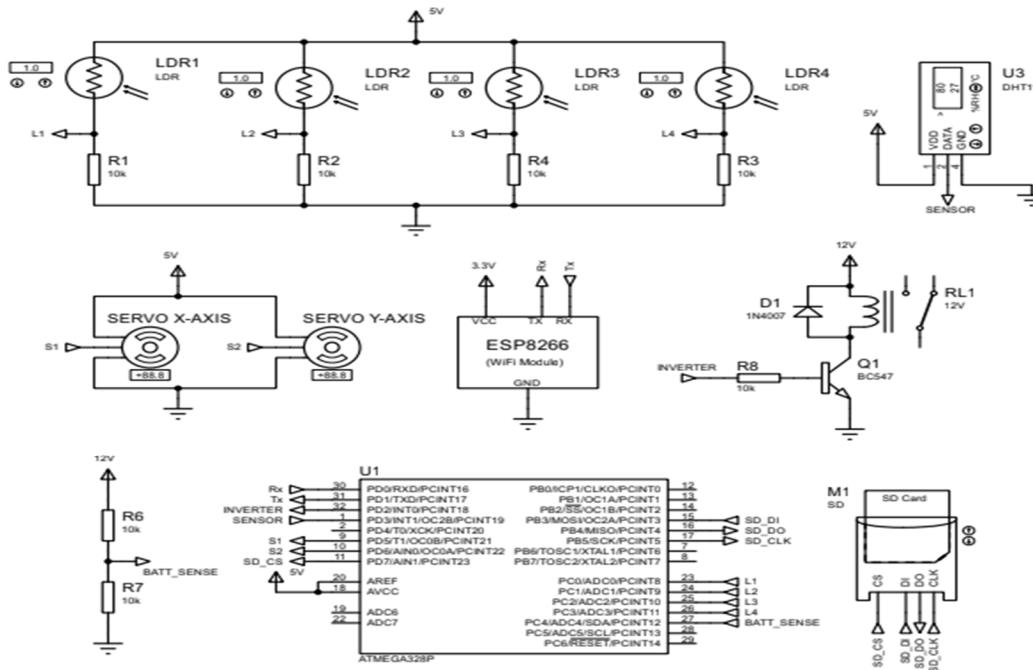 5V
LDR1
LDR
1.0
LDR2
LDR
1.0
LDR3
LDR
1.0
LDR4
LDR
1.0
L1
L2
L3
L4
R1
10k
R2
10k
R4
10k
R3
10k
U3
DHT1
80
27
%RH
°C
5V
VDD
DATA
GND
1
2
4
SENSOR
5V
SERVO X-AXIS
SERVO Y-AXIS
S1
S2
+88.8
+88.8
3.3V
Rx
Tx
VCC
TX
RX
ESP8266
(WiFi Module)
GND
12V
D1
1N4007
RL1
12V
INVERTER
R8
10k
Q1
BC547
12V
R6
10k
BATT_SENSE
R7
10k
U1
Rx 30 PD0/RXD/PCINT16 PB0/ICP1/CLKO/PCINT0 12
Tx 31 PD1/TXD/PCINT17 PB1/OC1A/PCINT1 13
INVERTER 32 PD2/INT0/PCINT18 PB2/SS/OC1B/PCINT2 14
SENSOR 1 PD3/INT1/OC2B/PCINT19 PB3/MOSI/OC2A/PCINT3 15 SD_DI
2 PD4/T0/XCK/PCINT20 PB4/MISO/PCINT4 16 SD_DO
S1 9 PD5/T1/OC0B/PCINT21 PB5/SCK/PCINT5 17 SD_CLK
S2 10 PD6/AIN0/OC0A/PCINT22 PB6/TOSC1/XTAL1/PCINT6 7
SD_CS 11 PD7/AIN1/PCINT23 PB7/TOSC2/XTAL2/PCINT7 8
5V
20 AREF PC0/ADC0/PCINT8 23 L1
18 AVCC PC1/ADC1/PCINT9 24 L2
PC2/ADC2/PCINT10 25 L3
19 ADC6 PC3/ADC3/PCINT11 26 L4
22 ADC7 PC4/ADC4/SDA/PCINT12 27 BATT_SENSE
PC5/ADC5/SCL/PCINT13 28
PC6/RESET/PCINT14 29
ATMEGA328P
M1
SD
SD Card
CS
DI
DO
CLK
SD_CS
SD_DI
SD_DO
SD_CLK